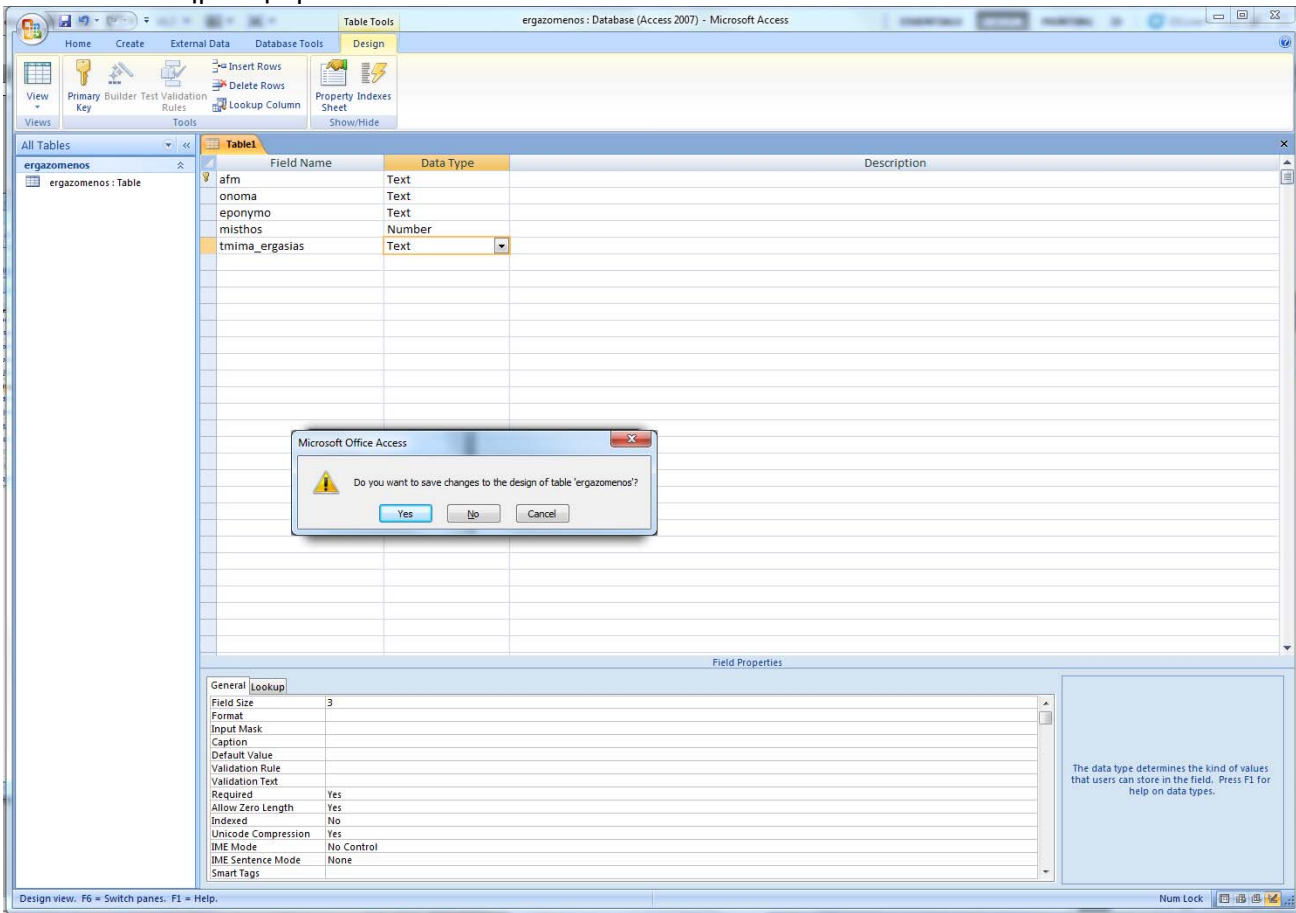 Table Tools
ergazomenos : Database (Access 2007) - Microsoft Access
Home Create External Data Database Tools Design
View
Views
Primary Key
Builder
Test Validation Rules
Insert Rows
Delete Rows
Lookup Column
Tools
Property Sheet
Indexes
Show/Hide
All Tables
ergazomenos
ergazomenos : Table
Table1
Field Name Data Type Description
afm Text
onoma Text
eponymo Text
misthos Number
tmima_ergasias Text
Microsoft Office Access
Do you want to save changes to the design of table 'ergazomenos'?
Yes No Cancel
Field Properties
General Lookup
Field Size 3
Format
Input Mask
Caption
Default Value
Validation Rule
Validation Text
Required Yes
Allow Zero Length Yes
Indexed No
Unicode Compression Yes
IME Mode No Control
IME Sentence Mode None
Smart Tags
The data type determines the kind of values
that users can store in the field. Press F1 for
help on data types.
Design view. F6 = Switch panes. F1 = Help.
Num Lock